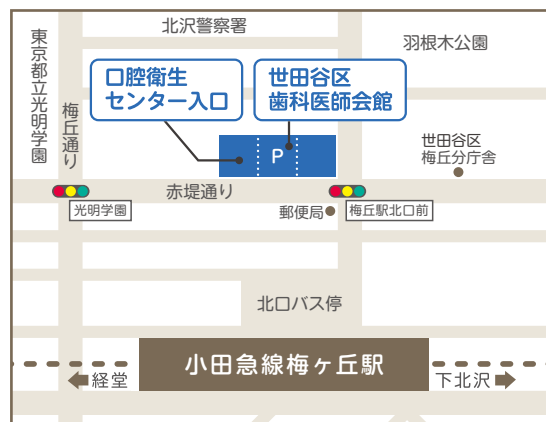 北沢警察署
羽根木公園
東京都立光明学園
梅丘通り
口腔衛生
センター入口
世田谷区
歯科医師会館
P
世田谷区
梅丘分庁舎
赤堤通り
光明学園
郵便局
梅丘駅北口前
北口バス停
小田急線梅ヶ丘駅
経堂
下北沢